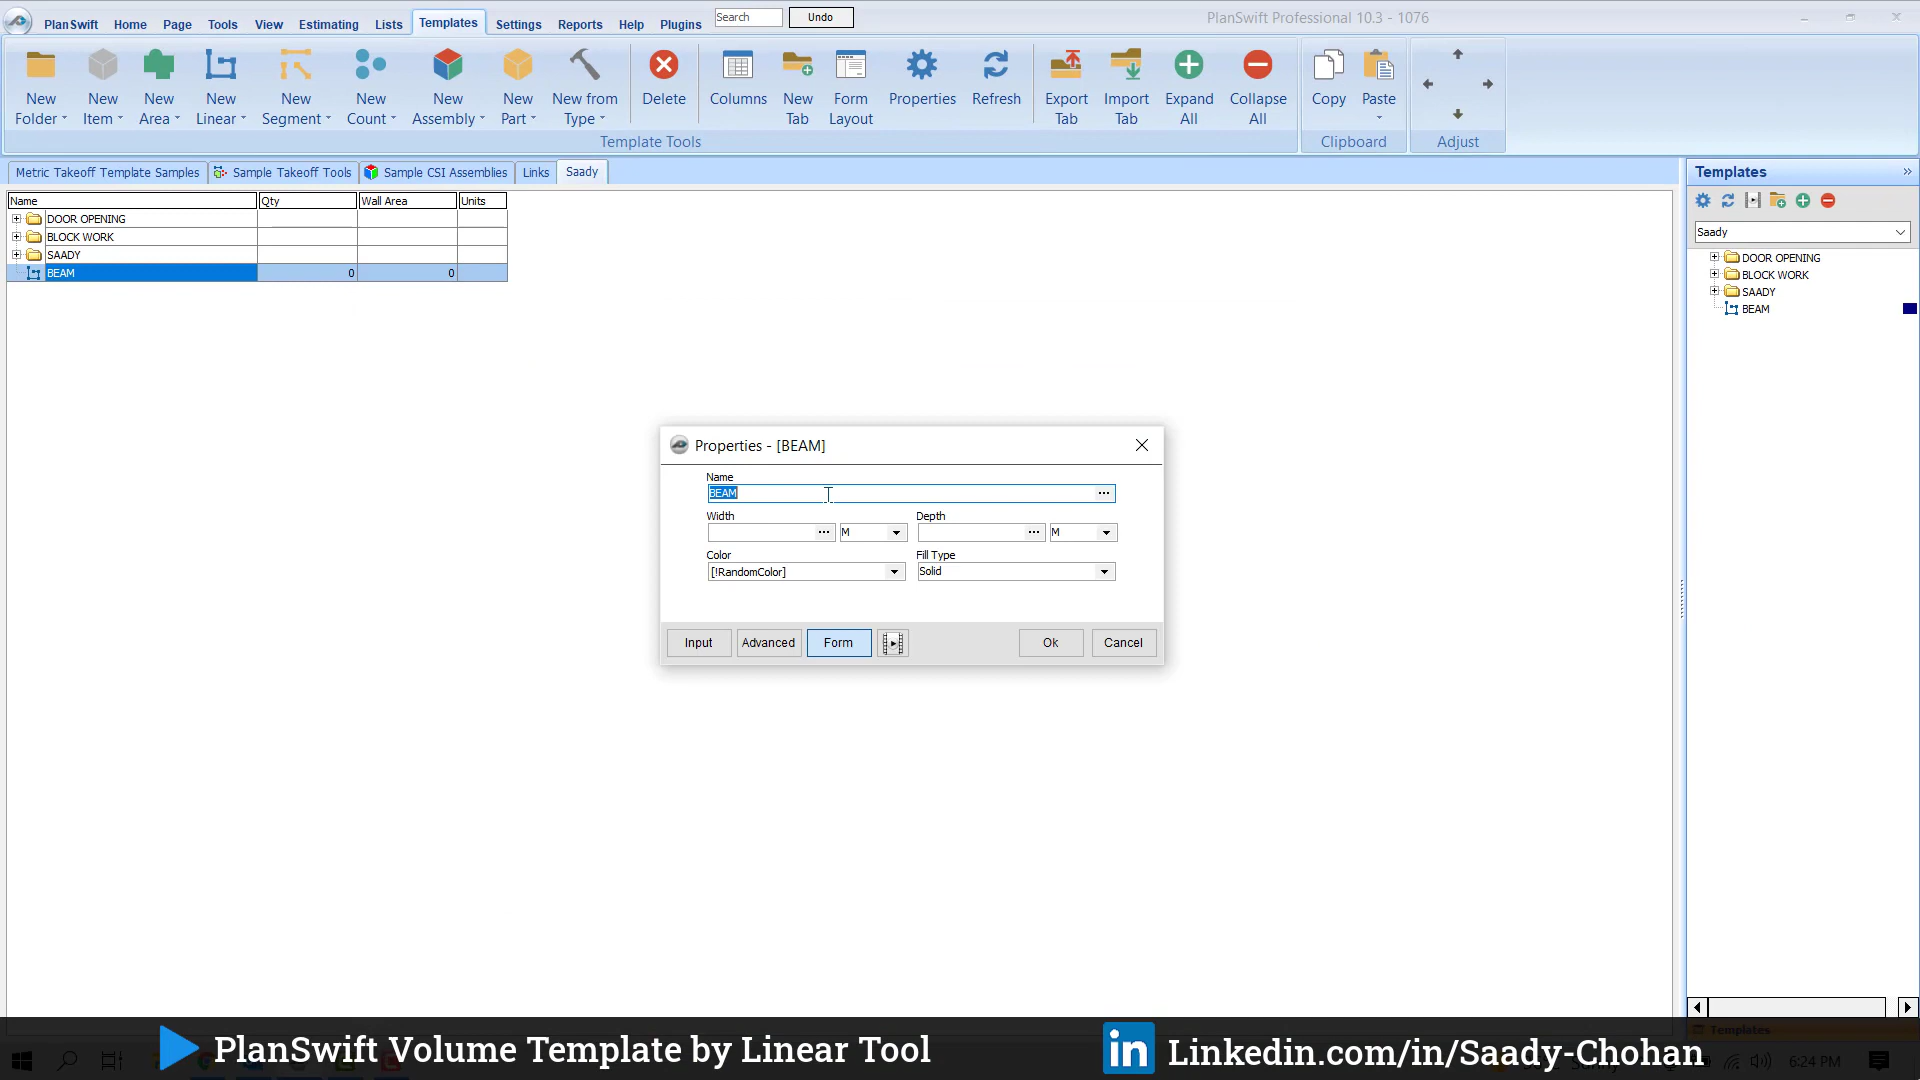 PlanSwift Home Page Tools View Estimating Lists Templates Settings Reports Help Plugins Search Undo PlanSwift Professional 10.3 - 1076
New Folder New Item New Area New Linear New Segment New Count New Assembly New Part New from Type Delete Columns New Tab Form Layout Properties Refresh Export Tab Import Tab Expand All Collapse All Copy Paste
Template Tools Clipboard Adjust
Metric Takeoff Template Samples Sample Takeoff Tools Sample CSI Assemblies Links Saady Templates
Name Qty Wall Area Units
DOOR OPENING
BLOCK WORK
SAADY
BEAM 0 0
Saady
DOOR OPENING
BLOCK WORK
SAADY
BEAM
Properties - [BEAM]
Name
BEAM
Width Depth
M M
Color Fill Type
[!RandomColor] Solid
Input Advanced Form Ok Cancel
Templates
PlanSwift Volume Template by Linear Tool in Linkedin.com/in/Saady-Chohan
6:24 PM